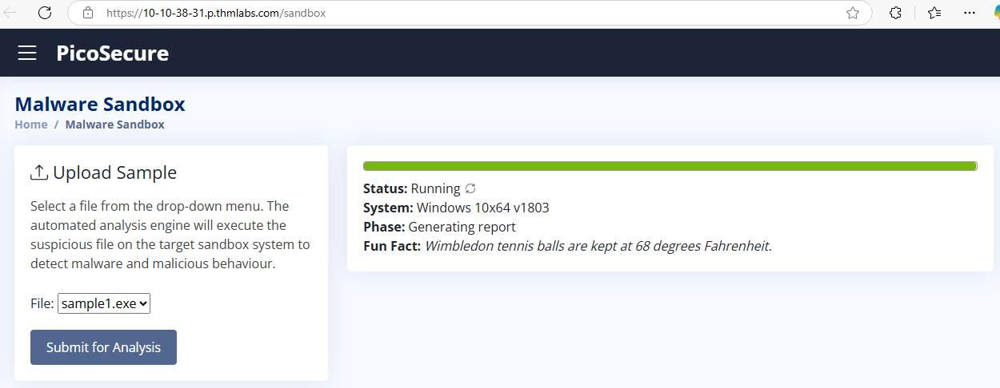 https://10-10-38-31.p.thmlabs.com/sandbox
PicoSecure
Malware Sandbox
Home / Malware Sandbox
Upload Sample
Select a file from the drop-down menu. The
automated analysis engine will execute the
suspicious file on the target sandbox system to
detect malware and malicious behaviour.
File: sample1.exe
Submit for Analysis
Status: Running
System: Windows 10x64 v1803
Phase: Generating report
Fun Fact: Wimbledon tennis balls are kept at 68 degrees Fahrenheit.